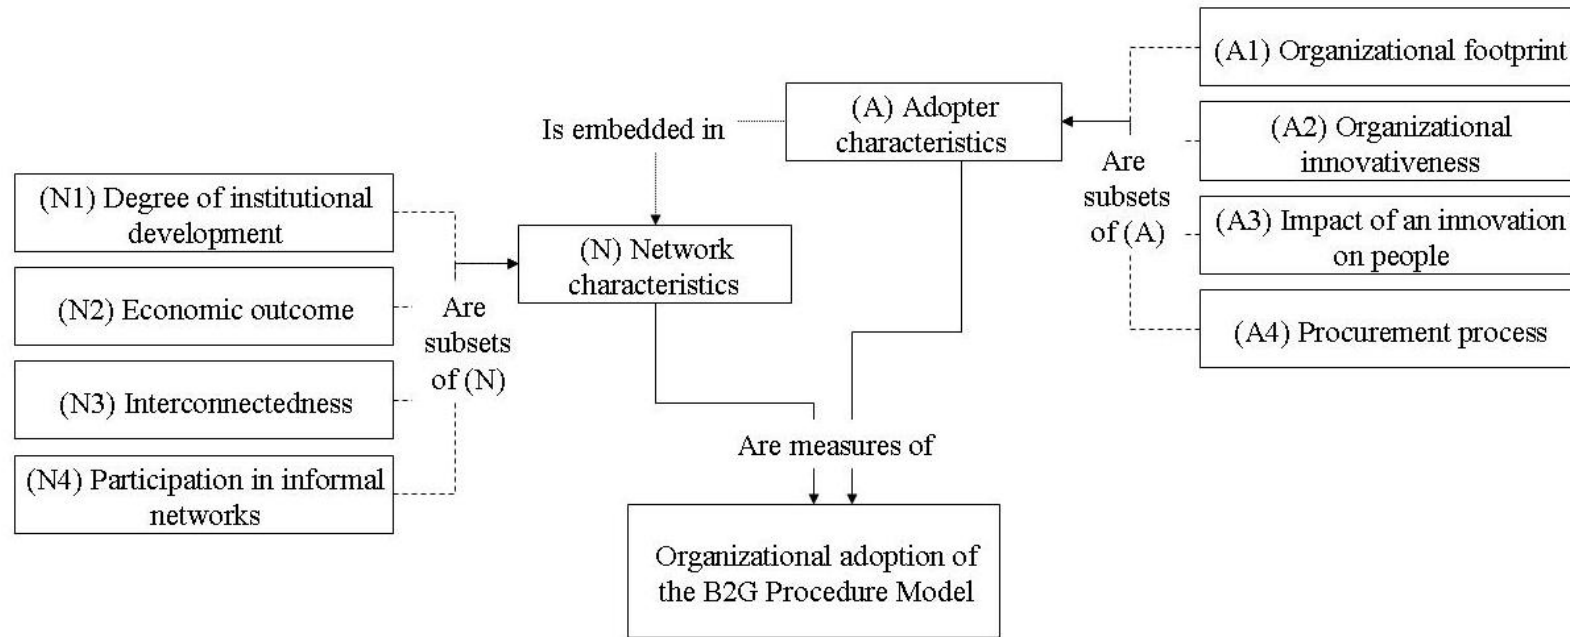 (A1) Organizational footprint
(A) Adopter
characteristics
(A2) Organizational
innovativeness
Is embedded in
Are
subsets
of (A)
(N1) Degree of institutional
development
(A3) Impact of an innovation
on people
(N) Network
characteristics
(N2) Economic outcome
Are
subsets
of (N)
(A4) Procurement process
(N3) Interconnectedness
Are measures of
(N4) Participation in informal
networks
Organizational adoption of
the B2G Procedure Model